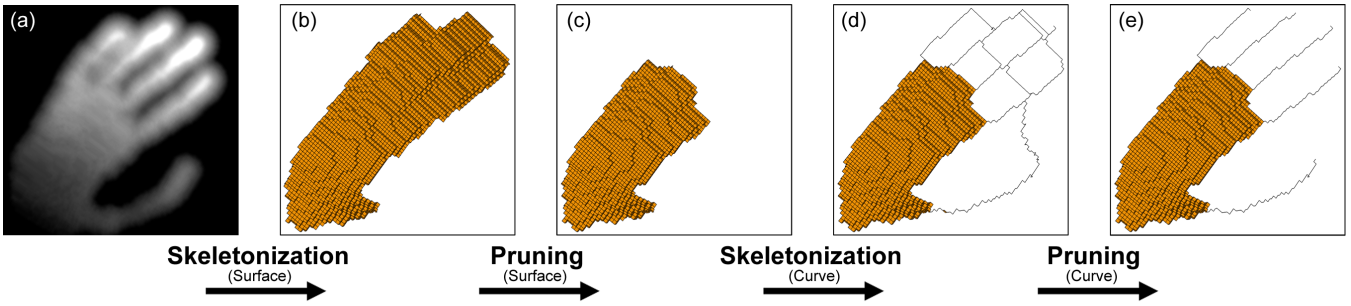 (a)
(b)
(c)
(d)
(e)
Skeletonization
(Surface)
Pruning
(Surface)
Skeletonization
(Curve)
Pruning
(Curve)